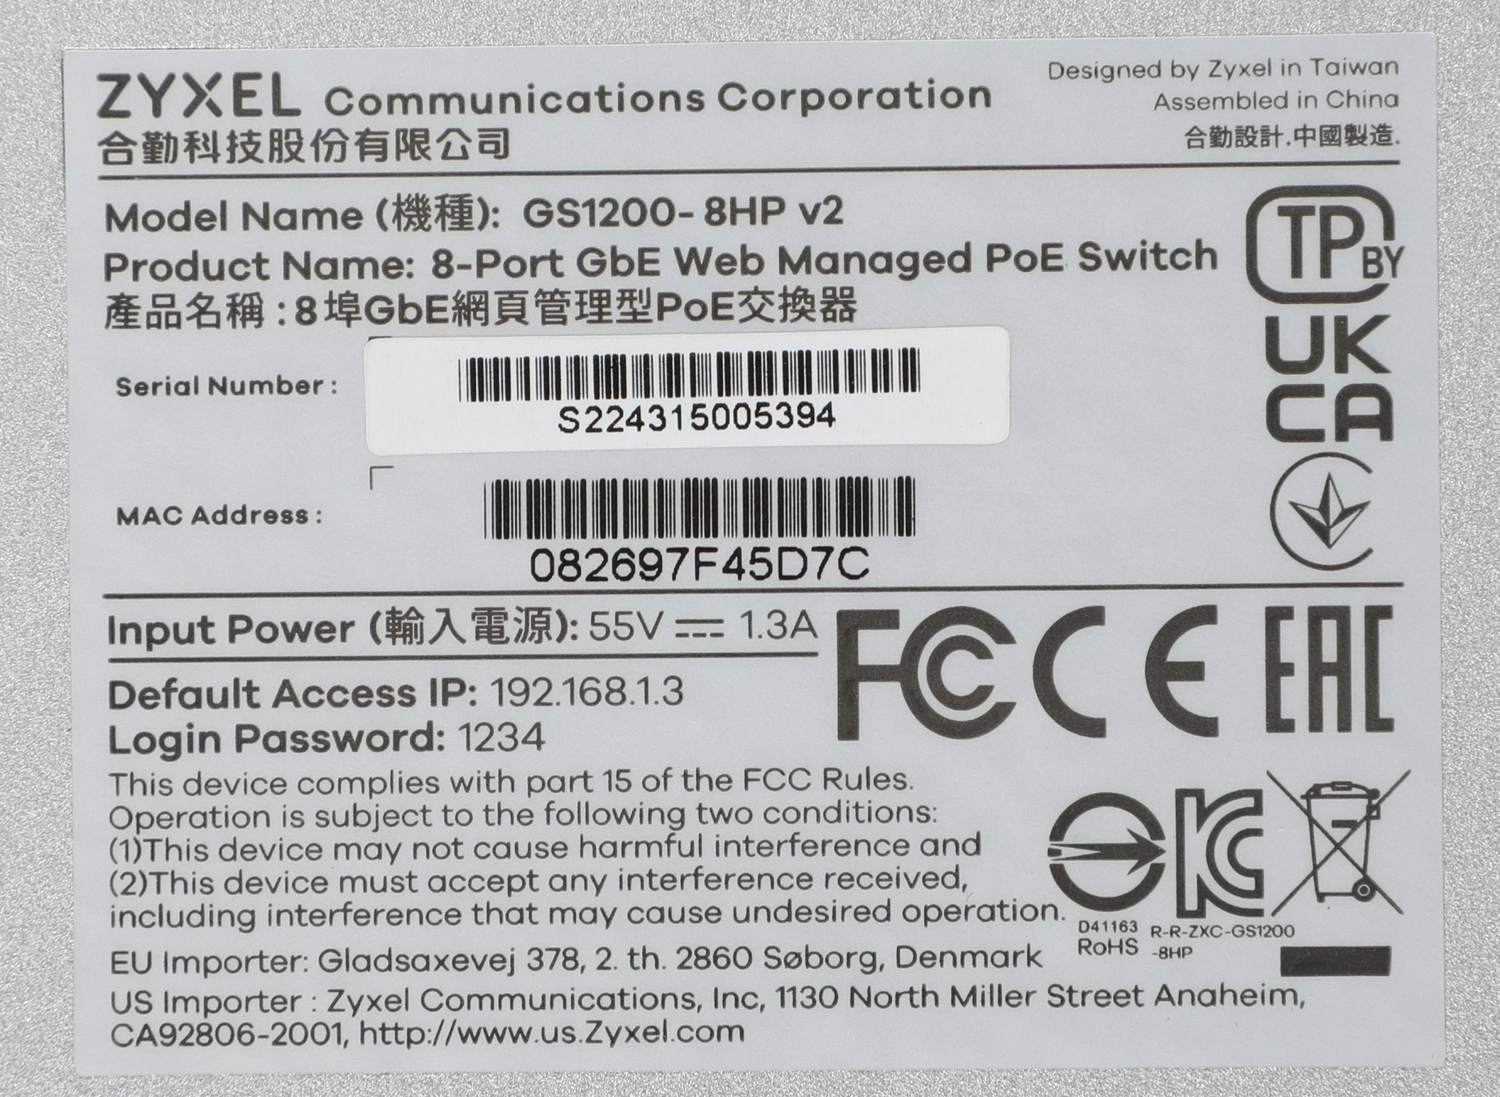 ZYXEL Communications Corporation
合勤科技股份有限公司
Designed by Zyxel in Taiwan
Assembled in China
合勤設計.中國製造.
Model Name (機種): GS1200-8HP v2
Product Name: 8-Port GbE Web Managed PoE Switch
產品名稱:8埠GbE網頁管理型PoE交換器
TP BY
UK
CA
Serial Number:
S224315005394
MAC Address:
082697F45D7C
Input Power (輸入電源): 55V ⎓ 1.3A
FCC CE EAC
Default Access IP: 192.168.1.3
Login Password: 1234
This device complies with part 15 of the FCC Rules.
Operation is subject to the following two conditions:
(1)This device may not cause harmful interference and
(2)This device must accept any interference received,
including interference that may cause undesired operation.
KC
D41163
RoHS
R-R-ZXC-GS1200
-8HP
EU Importer: Gladsaxevej 378, 2. th. 2860 Søborg, Denmark
US Importer : Zyxel Communications, Inc, 1130 North Miller Street Anaheim,
CA92806-2001, http://www.us.Zyxel.com